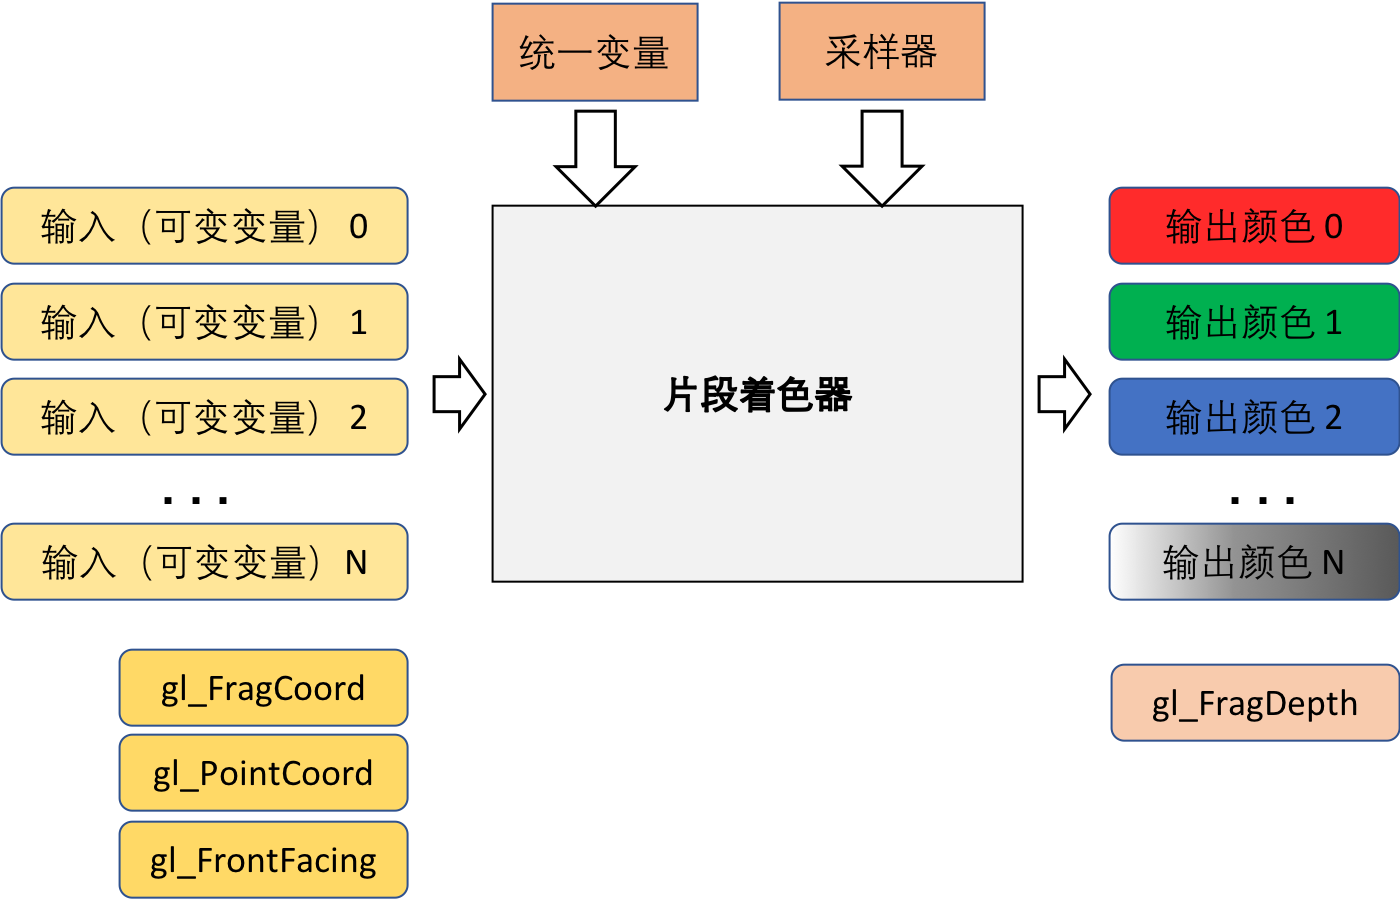 统一变量
采样器
输入（可变变量）0
输入（可变变量）1
输入（可变变量）2
...
输入（可变变量）N
gl_FragCoord
gl_PointCoord
gl_FrontFacing
片段着色器
输出颜色 0
输出颜色 1
输出颜色 2
...
输出颜色 N
gl_FragDepth